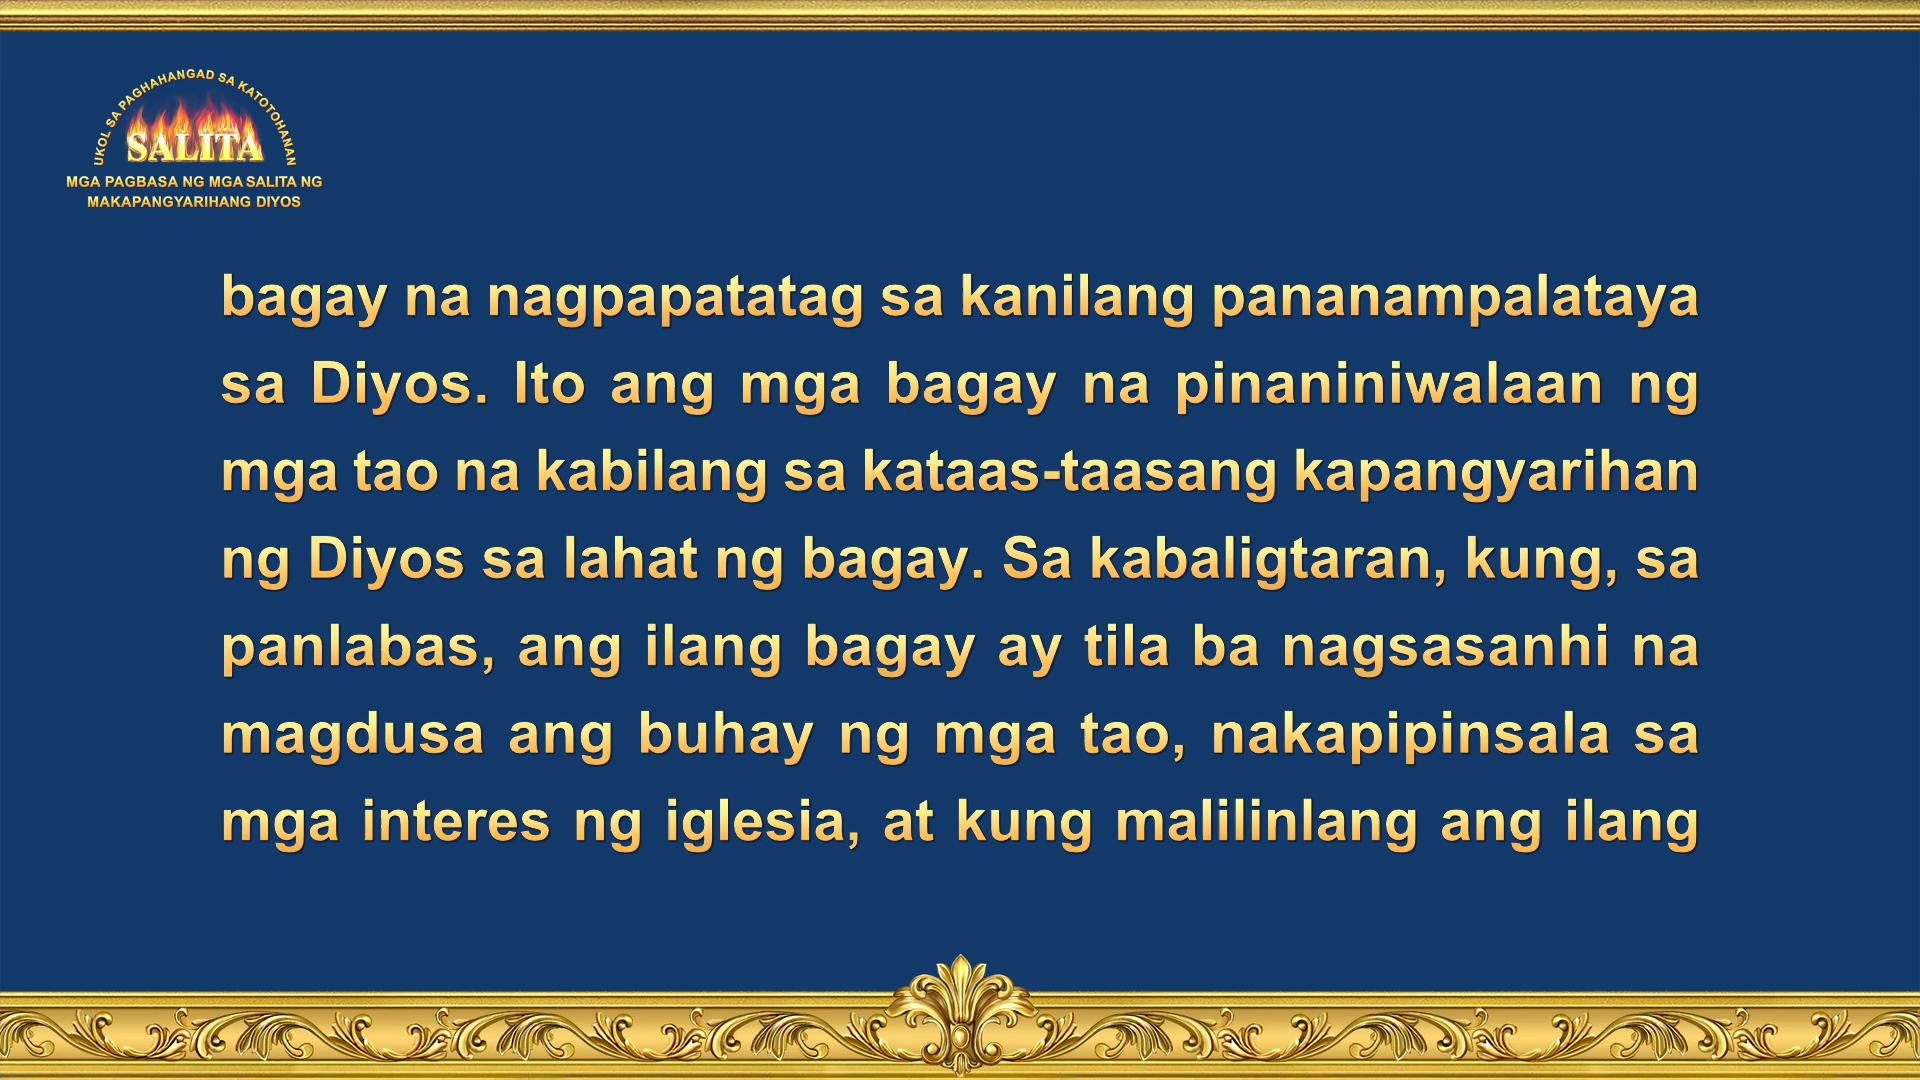 UKOL SA PAGHAHANGAD SA KATOTOHANAN
SALITA
MGA PAGBASA NG MGA SALITA NG
MAKAPANGYARIHANG DIYOS
bagay na nagpapatatag sa kanilang pananampalataya
sa Diyos. Ito ang mga bagay na pinaniniwalaan ng
mga tao na kabilang sa kataas-taasang kapangyarihan
ng Diyos sa lahat ng bagay. Sa kabaligtaran, kung, sa
panlabas, ang ilang bagay ay tila ba nagsasanhi na
magdusa ang buhay ng mga tao, nakapipinsala sa
mga interes ng iglesia, at kung malilinlang ang ilang